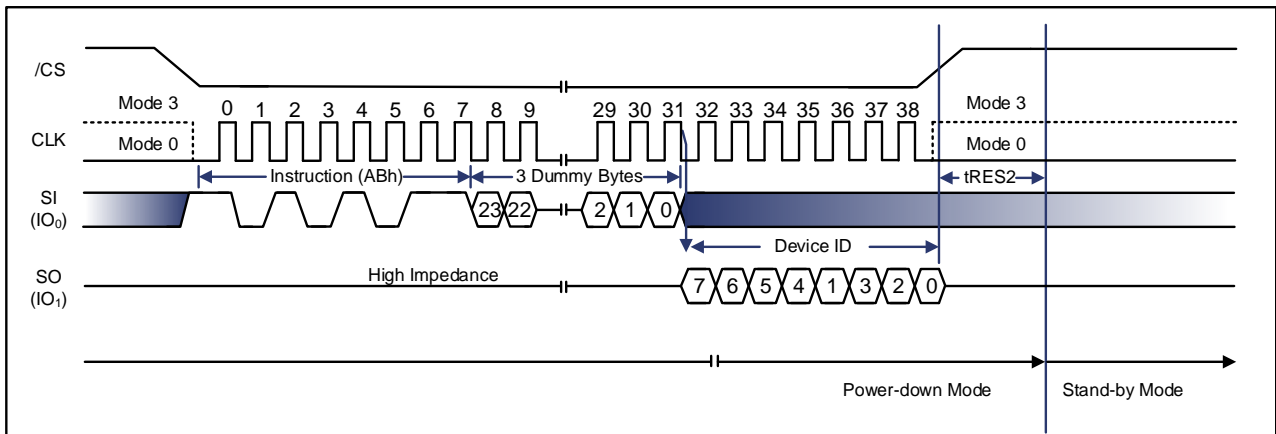 /CS
Mode 3 0 1 2 3 4 5 6 7 8 9 29 30 31 32 33 34 35 36 37 38 Mode 3
CLK Mode 0 Mode 0
Instruction (ABh) 3 Dummy Bytes tRES2
SI
(IO0) 23 22 2 1 0
Device ID
High Impedance
SO
(IO1) 7 6 5 4 1 3 2 0
Power-down Mode Stand-by Mode